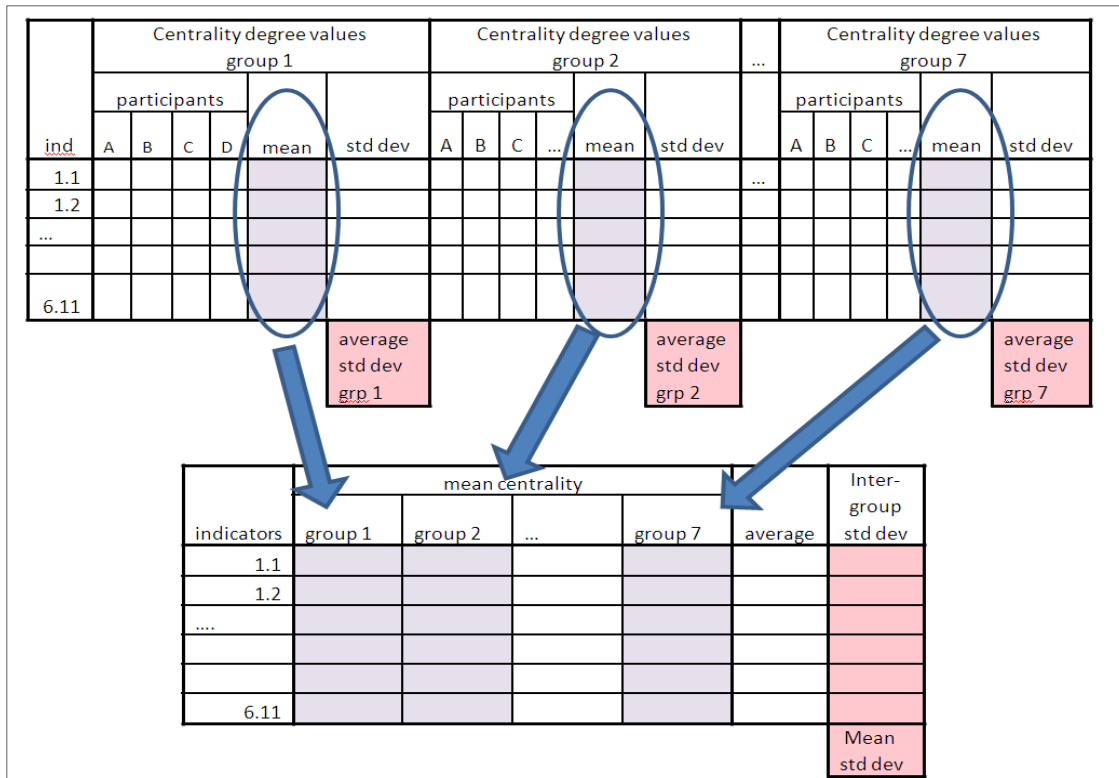 Centrality degree values
group 1
Centrality degree values
group 2
...
Centrality degree values
group 7
participants
participants
participants
ind
A
B
C
D
mean
std dev
A
B
C
...
mean
std dev
A
B
C
...
mean
std dev
1.1
...
1.2
...
6.11
average
std dev
grp 1
average
std dev
grp 2
average
std dev
grp 7
mean centrality
indicators
group 1
group 2
...
group 7
average
Inter-
group
std dev
1.1
1.2
....
6.11
Mean
std dev